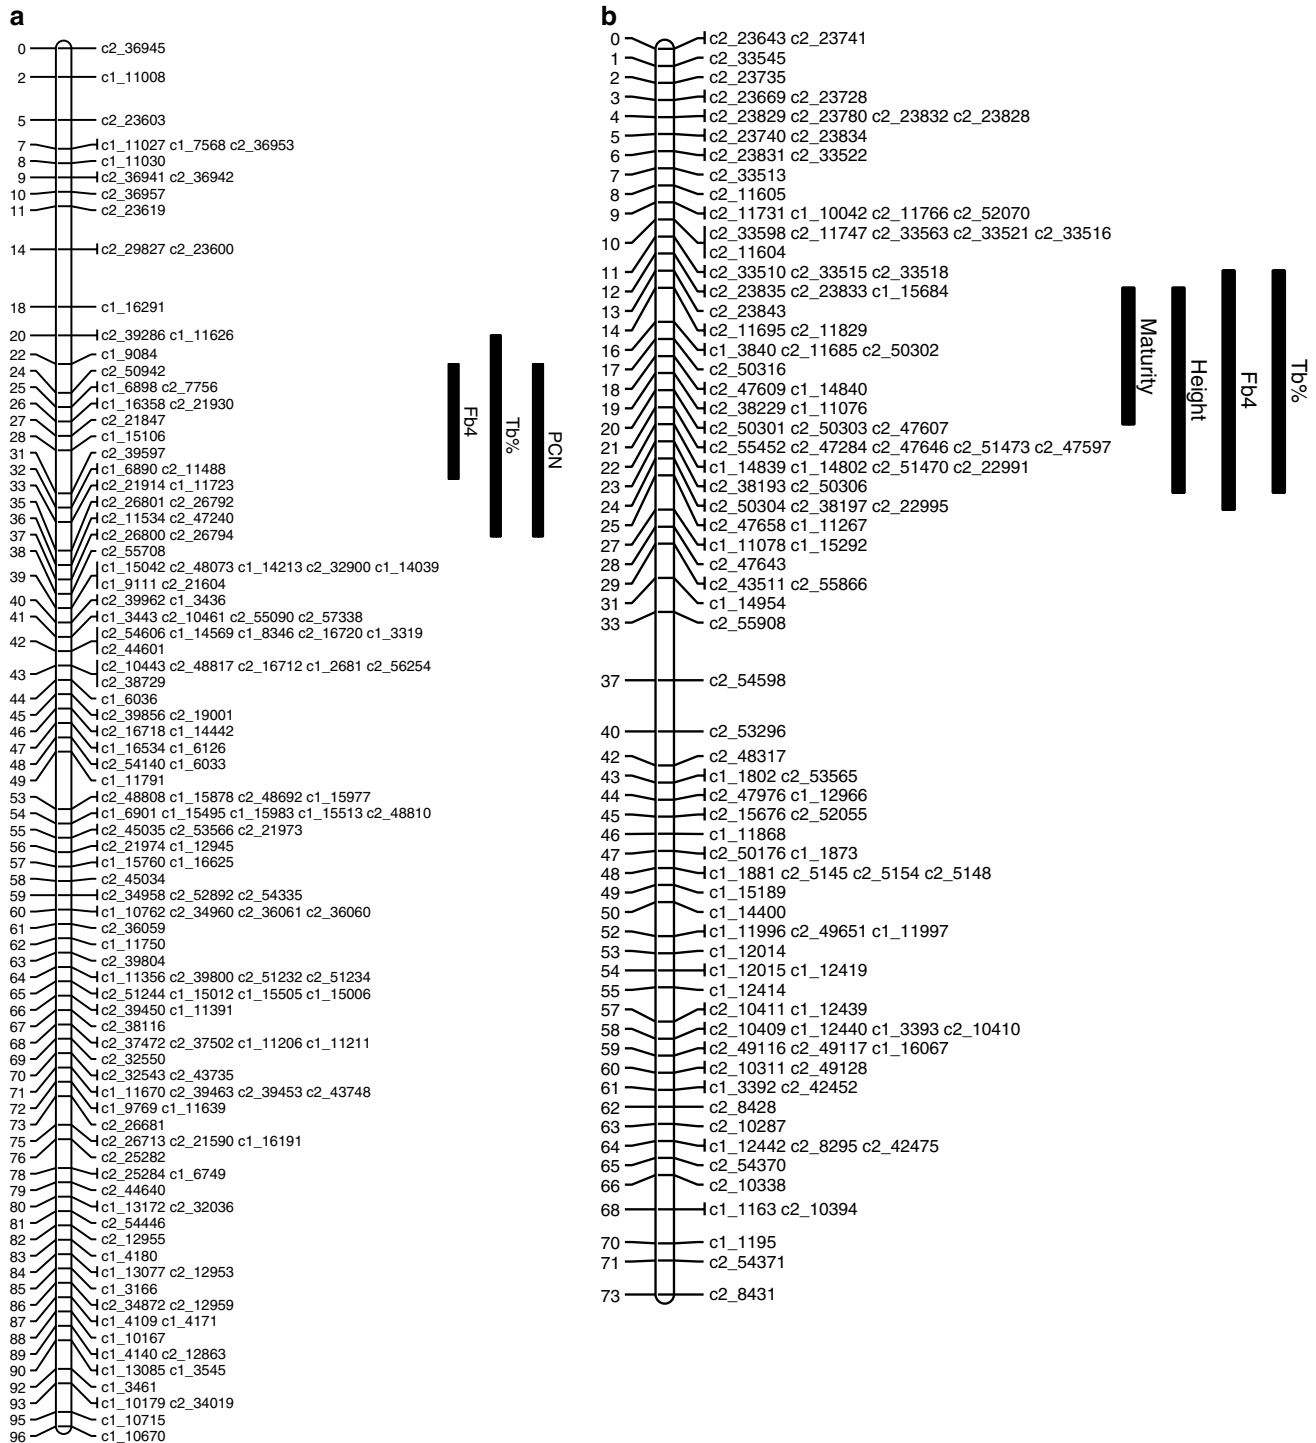 a
0 c2_36945
2 c1_11008
5 c2_23603
7 c1_11027 c1_7568 c2_36953
8 c1_11030
9 c2_36941 c2_36942
10 c2_36957
11 c2_23619
14 c2_29827 c2_23600
18 c1_16291
20 c2_39286 c1_11626
22 c1_9084
24 c2_50942
25 c1_6898 c2_7756
26 c1_16358 c2_21930
27 c2_21847
28 c1_15106
31 c2_39597
32 c1_6890 c2_11488
33 c2_21914 c1_11723
35 c2_26801 c2_26792
36 c2_11534 c2_47240
37 c2_26800 c2_26794
38 c2_55708
39 c1_15042 c2_48073 c1_14213 c2_32900 c1_14039
c1_9111 c2_21604
40 c2_39962 c1_3436
41 c1_3443 c2_10461 c2_55090 c2_57338
42 c2_54606 c1_14569 c1_8346 c2_16720 c1_3319
c2_44601
43 c2_10443 c2_48817 c2_16712 c1_2681 c2_56254
c2_38729
44 c1_6036
45 c2_39856 c2_19001
46 c2_16718 c1_14442
47 c1_16534 c1_6126
48 c2_54140 c1_6033
49 c1_11791
53 c2_48808 c1_15878 c2_48692 c1_15977
54 c1_6901 c1_15495 c1_15983 c1_15513 c2_48810
55 c2_45035 c2_53566 c2_21973
56 c2_21974 c1_12945
57 c1_15760 c1_16625
58 c2_45034
59 c2_34958 c2_52892 c2_54335
60 c1_10762 c2_34960 c2_36061 c2_36060
61 c2_36059
62 c1_11750
63 c2_39804
64 c1_11356 c2_39800 c2_51232 c2_51234
65 c2_51244 c1_15012 c1_15505 c1_15006
66 c2_39450 c1_11391
67 c2_38116
68 c2_37472 c2_37502 c1_11206 c1_11211
69 c2_32550
70 c2_32543 c2_43735
71 c1_11670 c2_39463 c2_39453 c2_43748
72 c1_9769 c1_11639
73 c2_26681
75 c2_26713 c2_21590 c1_16191
76 c2_25282
78 c2_25284 c1_6749
79 c2_44640
80 c1_13172 c2_32036
81 c2_54446
82 c2_12955
83 c1_4180
84 c1_13077 c2_12953
85 c1_3166
86 c2_34872 c2_12959
87 c1_4109 c1_4171
88 c1_10167
89 c1_4140 c2_12863
90 c1_13085 c1_3545
92 c1_3461
93 c1_10179 c2_34019
95 c1_10715
96 c1_10670
Fb4
Tb%
PCN
b
0 c2_23643 c2_23741
1 c2_33545
2 c2_23735
3 c2_23669 c2_23728
4 c2_23829 c2_23780 c2_23832 c2_23828
5 c2_23740 c2_23834
6 c2_23831 c2_33522
7 c2_33513
8 c2_11605
9 c2_11731 c1_10042 c2_11766 c2_52070
10 c2_33598 c2_11747 c2_33563 c2_33521 c2_33516
c2_11604
11 c2_33510 c2_33515 c2_33518
12 c2_23835 c2_23833 c1_15684
13 c2_23843
14 c2_11695 c2_11829
16 c1_3840 c2_11685 c2_50302
17 c2_50316
18 c2_47609 c1_14840
19 c2_38229 c1_11076
20 c2_50301 c2_50303 c2_47607
21 c2_55452 c2_47284 c2_47646 c2_51473 c2_47597
22 c1_14839 c1_14802 c2_51470 c2_22991
23 c2_38193 c2_50306
24 c2_50304 c2_38197 c2_22995
25 c2_47658 c1_11267
27 c1_11078 c1_15292
28 c2_47643
29 c2_43511 c2_55866
31 c1_14954
33 c2_55908
37 c2_54598
40 c2_53296
42 c2_48317
43 c1_1802 c2_53565
44 c2_47976 c1_12966
45 c2_15676 c2_52055
46 c1_11868
47 c2_50176 c1_1873
48 c1_1881 c2_5145 c2_5154 c2_5148
49 c1_15189
50 c1_14400
52 c1_11996 c2_49651 c1_11997
53 c1_12014
54 c1_12015 c1_12419
55 c1_12414
57 c2_10411 c1_12439
58 c2_10409 c1_12440 c1_3393 c2_10410
59 c2_49116 c2_49117 c1_16067
60 c2_10311 c2_49128
61 c1_3392 c2_42452
62 c2_8428
63 c2_10287
64 c1_12442 c2_8295 c2_42475
65 c2_54370
66 c2_10338
68 c1_1163 c2_10394
70 c1_1195
71 c2_54371
73 c2_8431
Maturity
Height
Fb4
Tb%